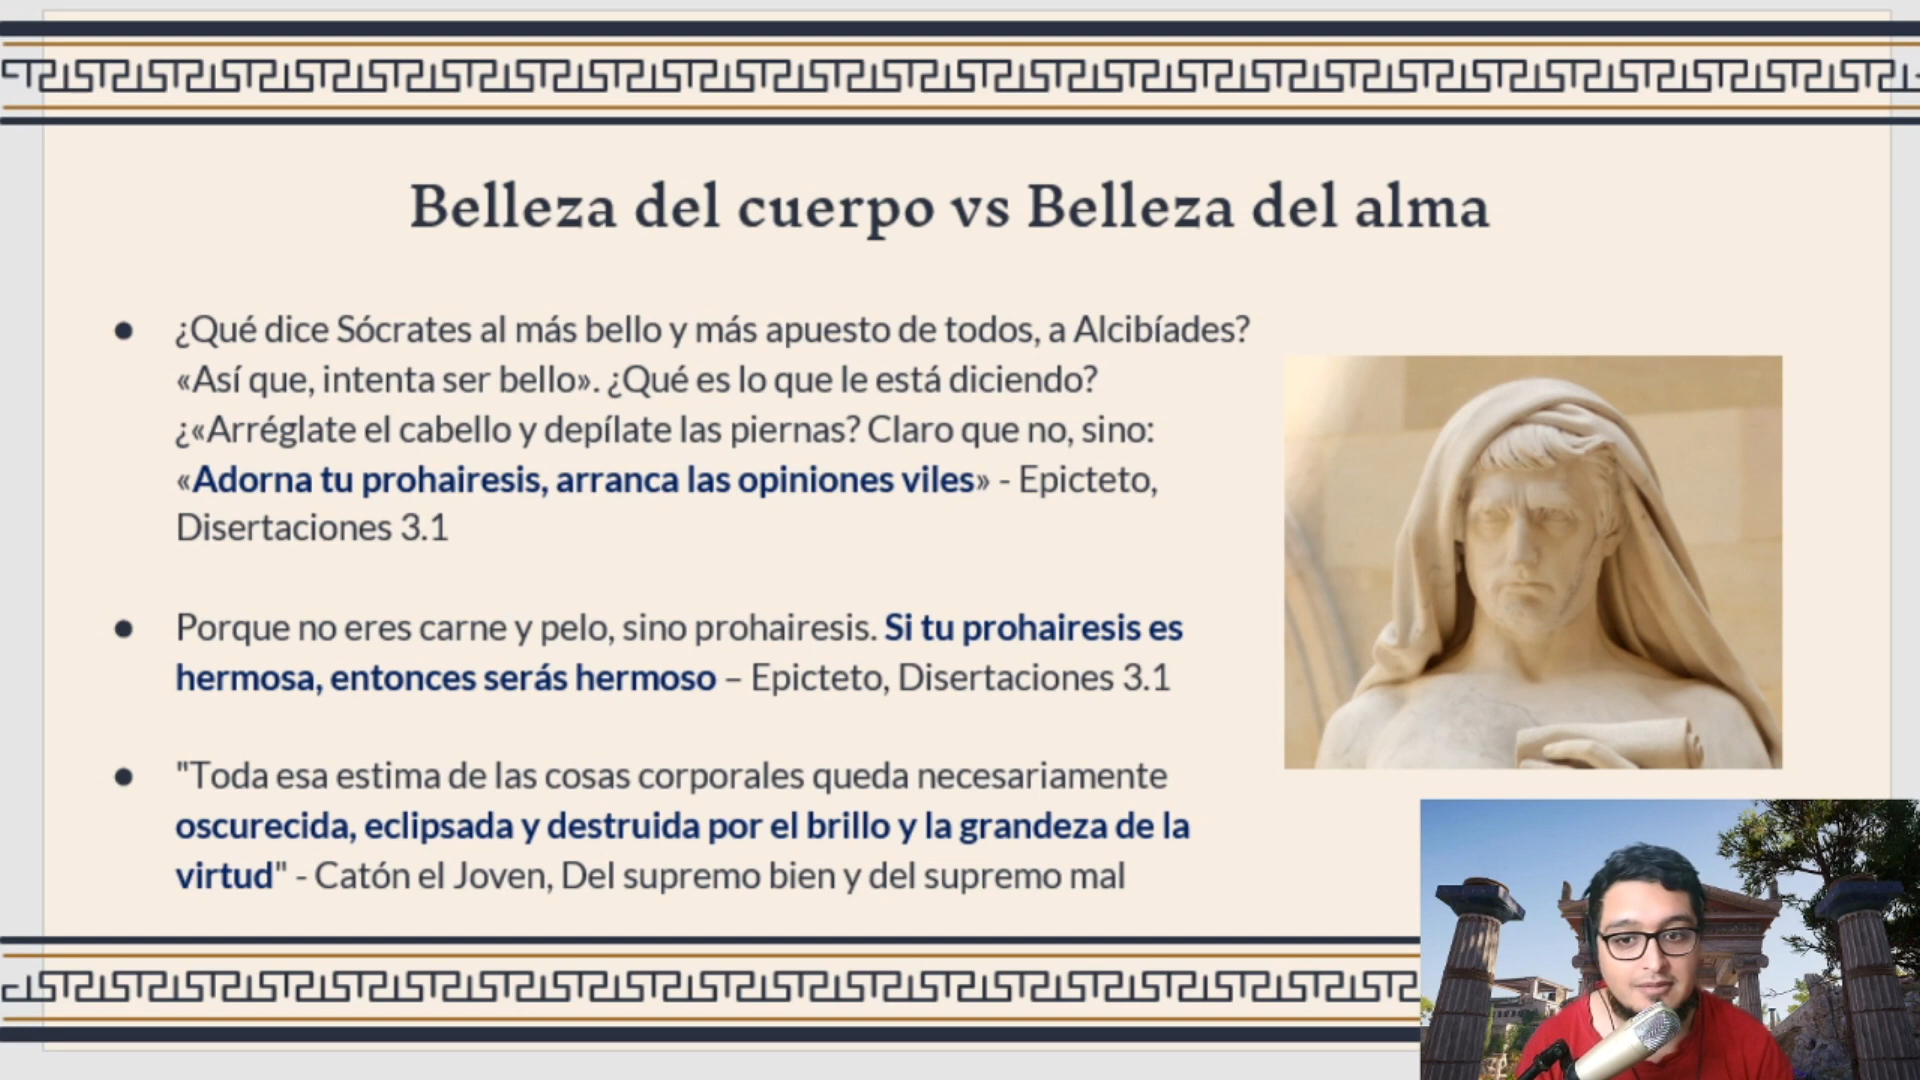 Belleza del cuerpo vs Belleza del alma
● ¿Qué dice Sócrates al más bello y más apuesto de todos, a Alcibíades?
«Así que, intenta ser bello». ¿Qué es lo que le está diciendo?
¿«Arréglate el cabello y depílate las piernas? Claro que no, sino:
«Adorna tu prohairesis, arranca las opiniones viles» - Epicteto,
Disertaciones 3.1
● Porque no eres carne y pelo, sino prohairesis. Si tu prohairesis es
hermosa, entonces serás hermoso – Epicteto, Disertaciones 3.1
● "Toda esa estima de las cosas corporales queda necesariamente
oscurecida, eclipsada y destruida por el brillo y la grandeza de la
virtud" - Catón el Joven, Del supremo bien y del supremo mal